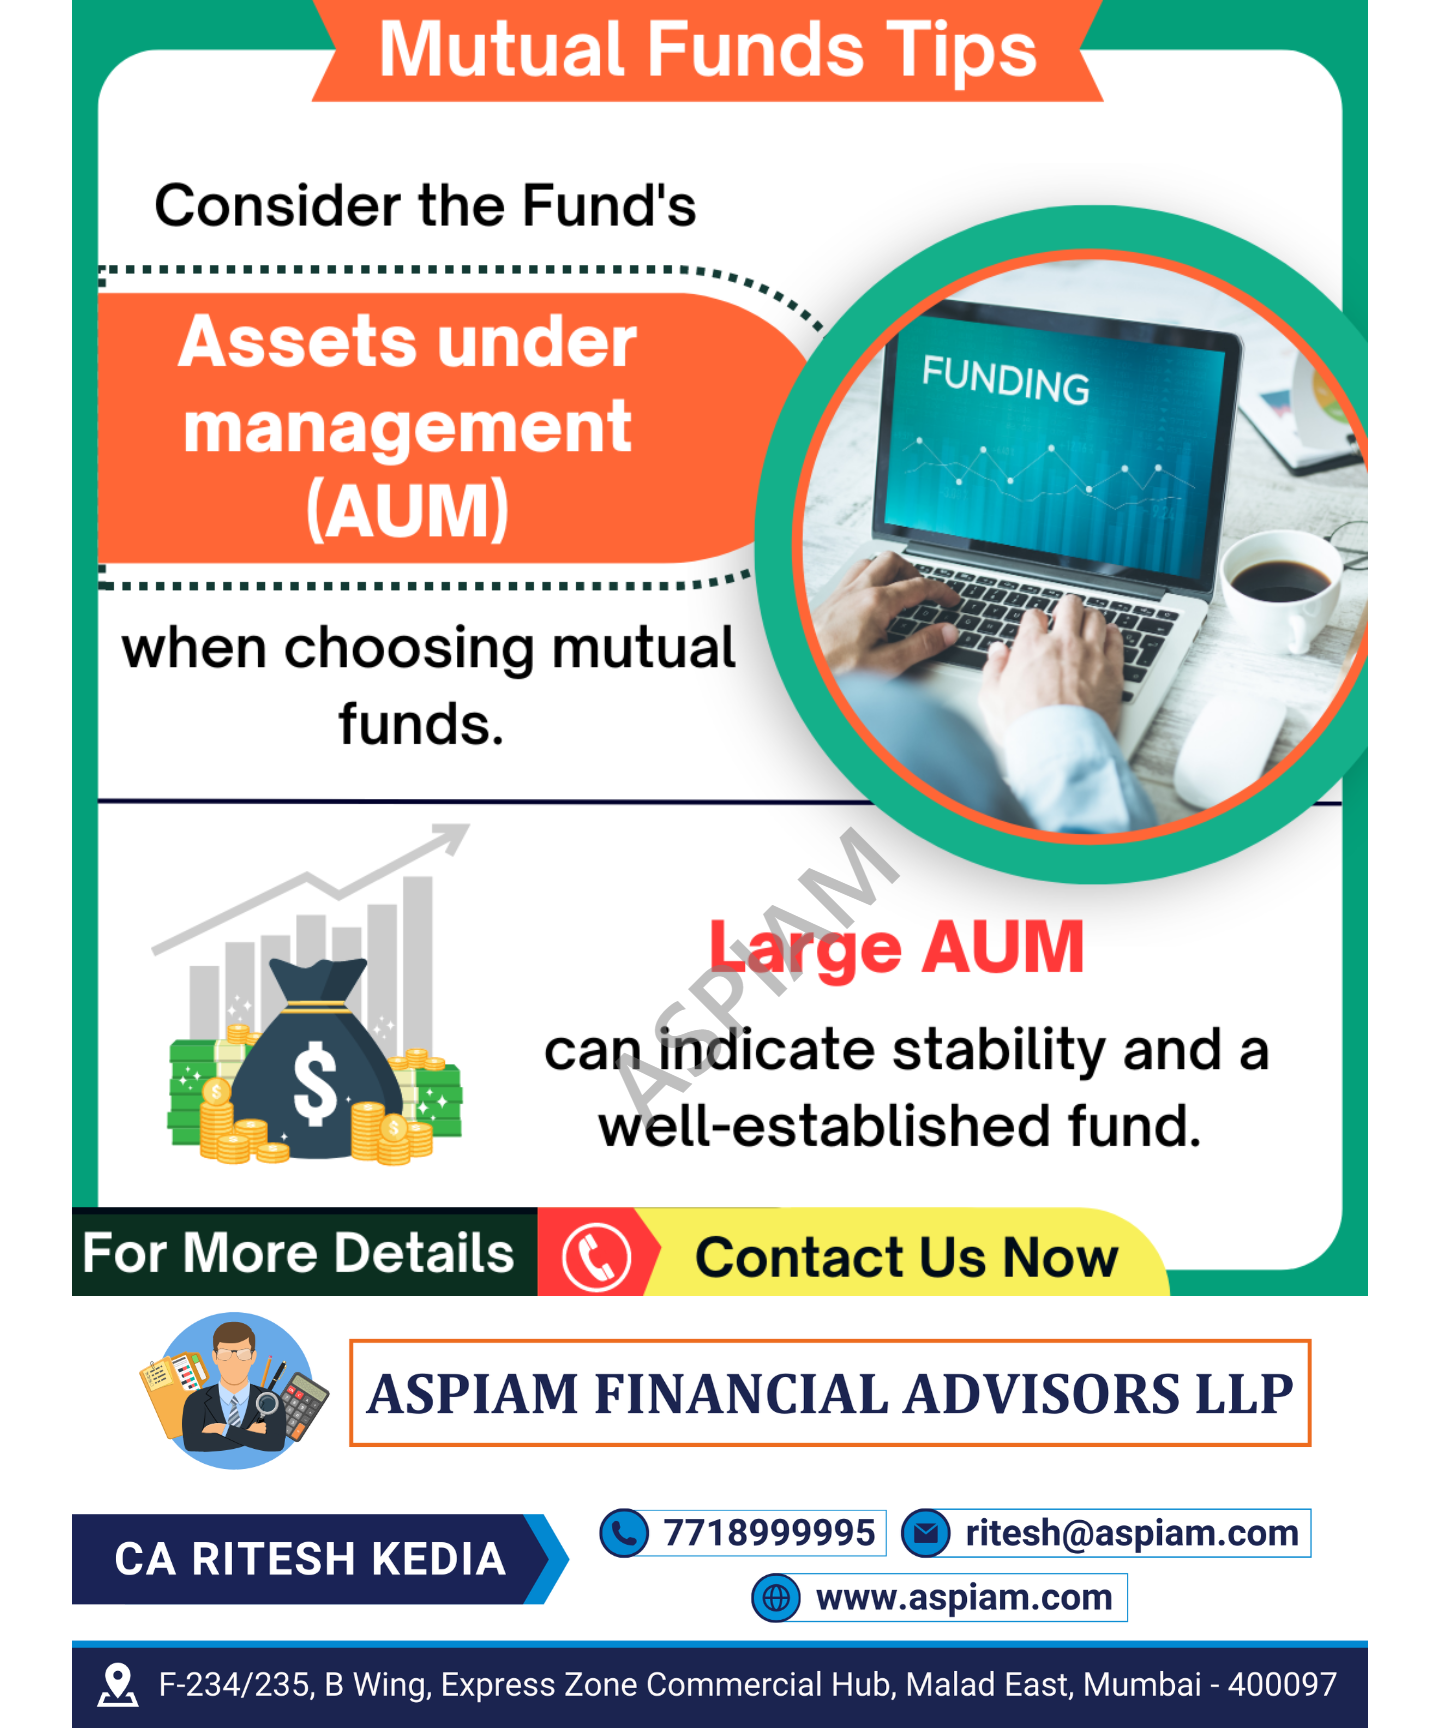 Mutual Funds Tips
Consider the Fund's
Assets under
management
(AUM)
when choosing mutual
funds.
FUNDING
ASPIAM
Large AUM
can indicate stability and a
well-established fund.
For More Details
Contact Us Now
ASPIAM FINANCIAL ADVISORS LLP
CA RITESH KEDIA
7718999995
ritesh@aspiam.com
www.aspiam.com
F-234/235, B Wing, Express Zone Commercial Hub, Malad East, Mumbai - 400097